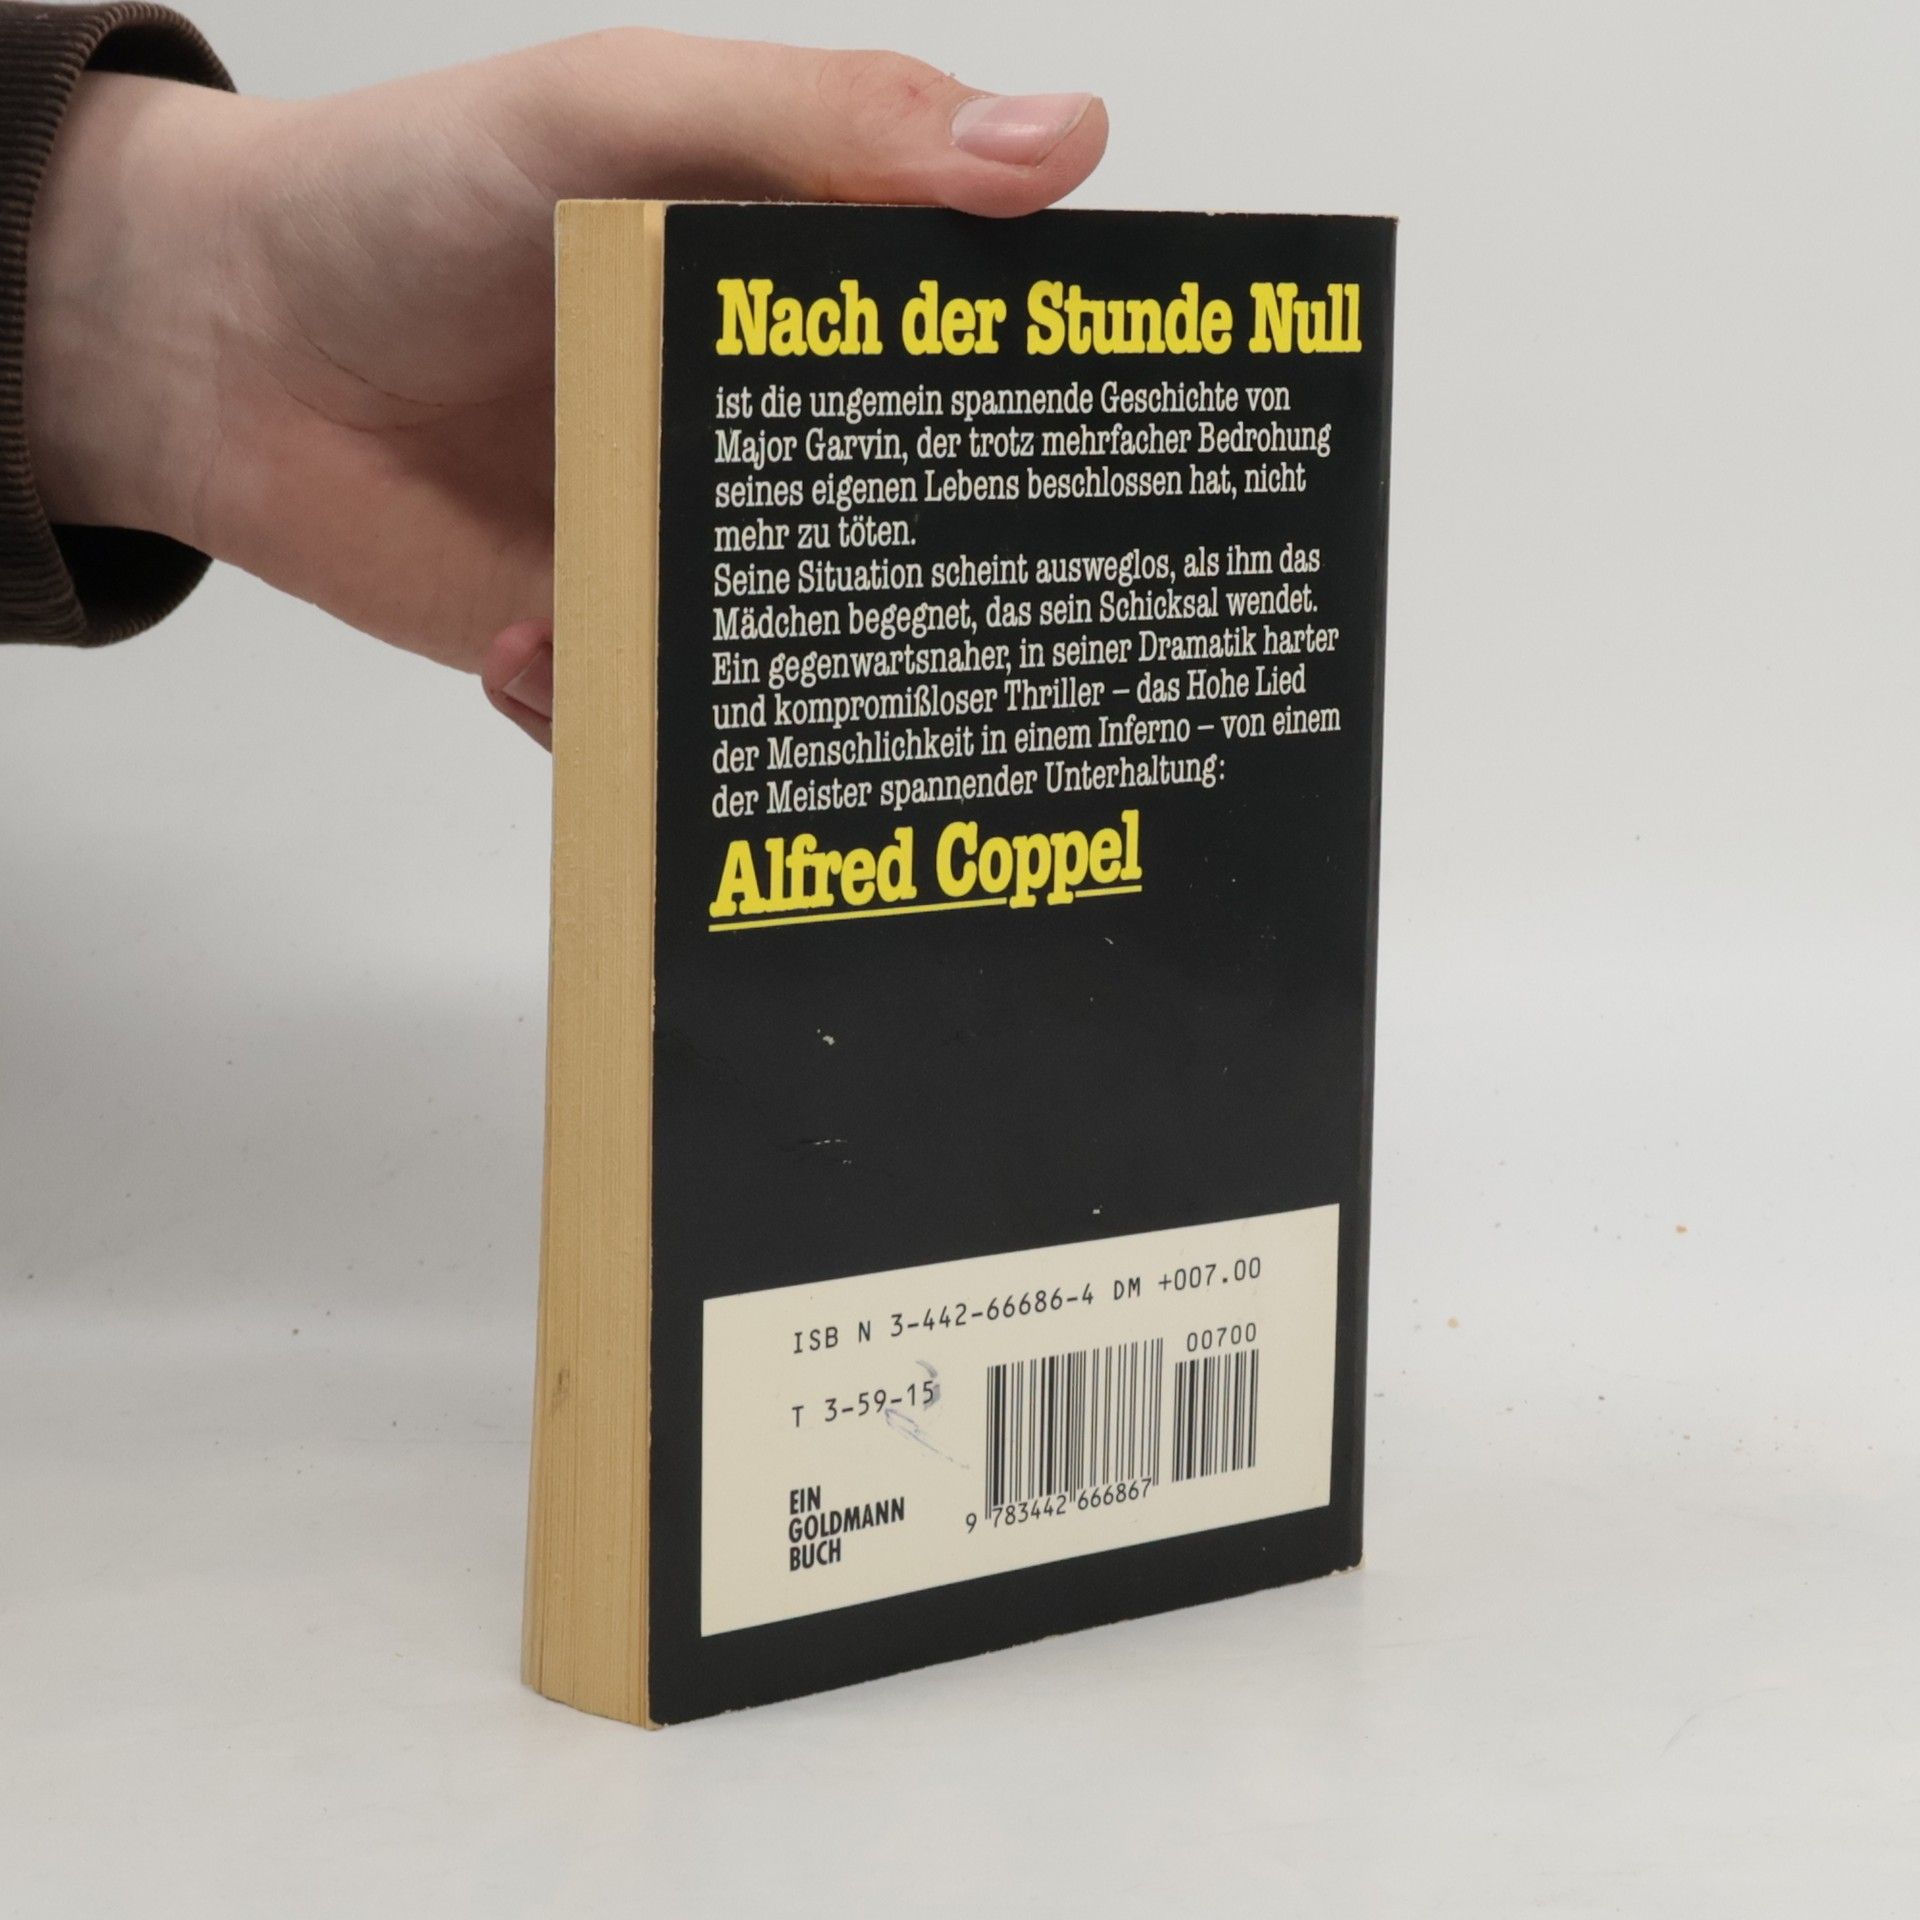 Nach der Stunde Null
ist die ungemein spannende Geschichte von
Major Garvin, der trotz mehrfacher Bedrohung
seines eigenen Lebens beschlossen hat, nicht
mehr zu töten.
Seine Situation scheint ausweglos, als ihm das
Mädchen begegnet, das sein Schicksal wendet.
Ein gegenwartsnaher, in seiner Dramatik harter
und kompromißloser Thriller – das Hohe Lied
der Menschlichkeit in einem Inferno – von einem
der Meister spannender Unterhaltung:
Alfred Coppel
ISB N 3-442-66686-4 DM +007.00
00700
T 3-59-15
9 783442 666867
EIN
GOLDMANN
BUCH